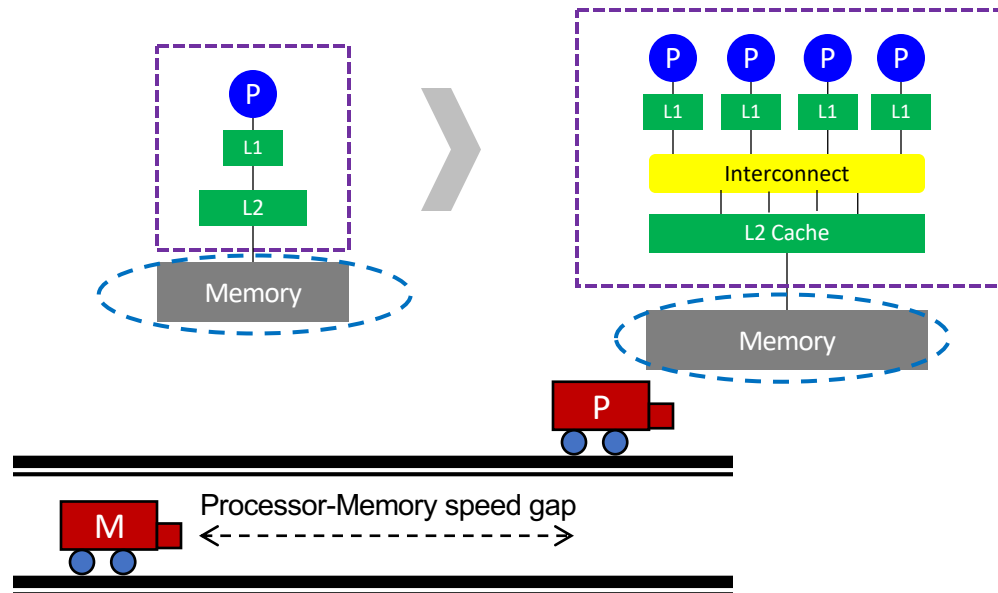 P
L1
L2
Memory
P P P P
L1 L1 L1 L1
Interconnect
L2 Cache
Memory
P
Processor-Memory speed gap
M